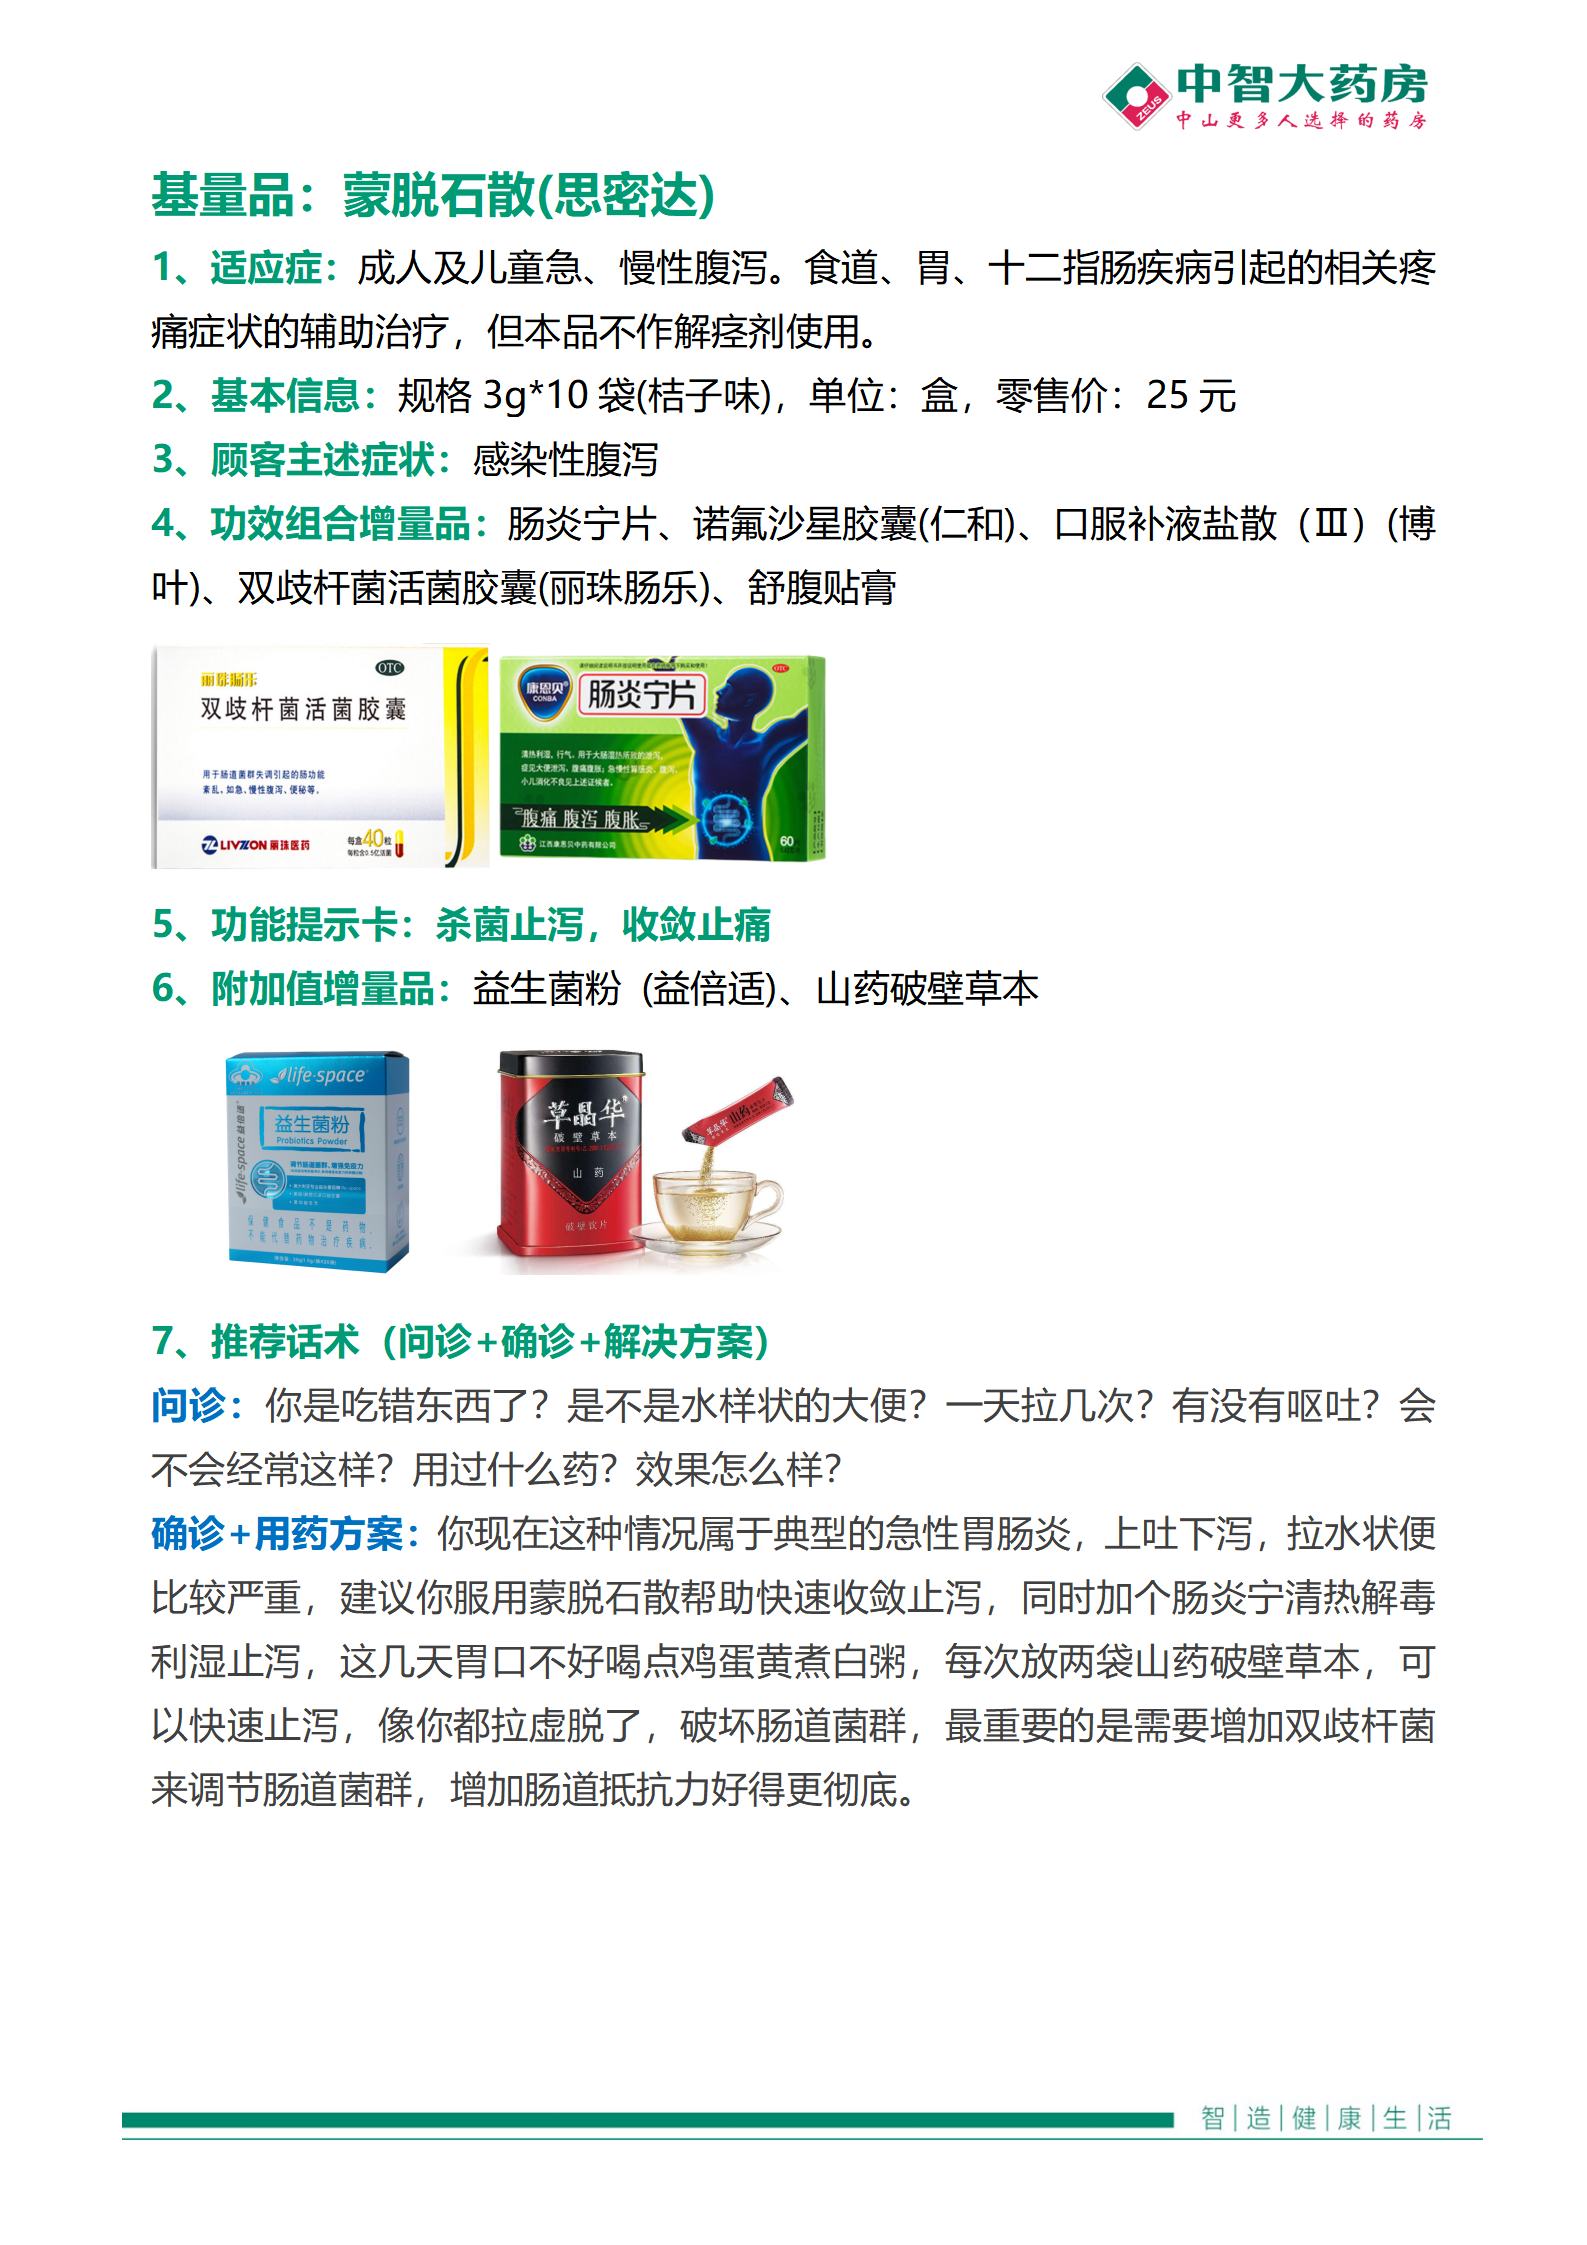 中智大药房
ZEUS
中山更多人选择的药房
基量品：蒙脱石散(思密达)
1、适应症：成人及儿童急、慢性腹泻。食道、胃、十二指肠疾病引起的相关疼
痛症状的辅助治疗，但本品不作解痉剂使用。
2、基本信息：规格 3g*10 袋(桔子味)，单位：盒，零售价：25 元
3、顾客主述症状：感染性腹泻
4、功效组合增量品：肠炎宁片、诺氟沙星胶囊(仁和)、口服补液盐散（Ⅲ）(博
叶)、双歧杆菌活菌胶囊(丽珠肠乐)、舒腹贴膏
丽珠肠乐
OTC
双歧杆菌活菌胶囊
用于肠道菌群失调引起的肠功能
紊乱，如急、慢性腹泻、便秘等。
LIVZON 丽珠医药
每盒40粒
每粒含0.5亿活菌
OTC
康恩贝
CONBA
肠炎宁片
清热利湿，行气。用于大肠湿热所致的泄泻，
症见大便泄泻、腹痛腹胀；急慢性胃肠炎、腹泻、
小儿消化不良见上述证候者。
腹痛 腹泻 腹胀
江西康恩贝中药有限公司
60
5、功能提示卡：杀菌止泻，收敛止痛
6、附加值增量品：益生菌粉 (益倍适)、山药破壁草本
life·space
益生菌粉
Probiotics Powder
调节肠道菌群、增强免疫力
life·space 益倍适
保健食品不是药物，
不能代替药物治疗疾病。
草晶华
破壁草本
山药
破壁饮片
草晶华 山药
7、推荐话术（问诊+确诊+解决方案）
问诊：你是吃错东西了？是不是水样状的大便？一天拉几次？有没有呕吐？会
不会经常这样？用过什么药？效果怎么样？
确诊+用药方案：你现在这种情况属于典型的急性胃肠炎，上吐下泻，拉水状便
比较严重，建议你服用蒙脱石散帮助快速收敛止泻，同时加个肠炎宁清热解毒
利湿止泻，这几天胃口不好喝点鸡蛋黄煮白粥，每次放两袋山药破壁草本，可
以快速止泻，像你都拉虚脱了，破坏肠道菌群，最重要的是需要增加双歧杆菌
来调节肠道菌群，增加肠道抵抗力好得更彻底。
智|造|健|康|生|活